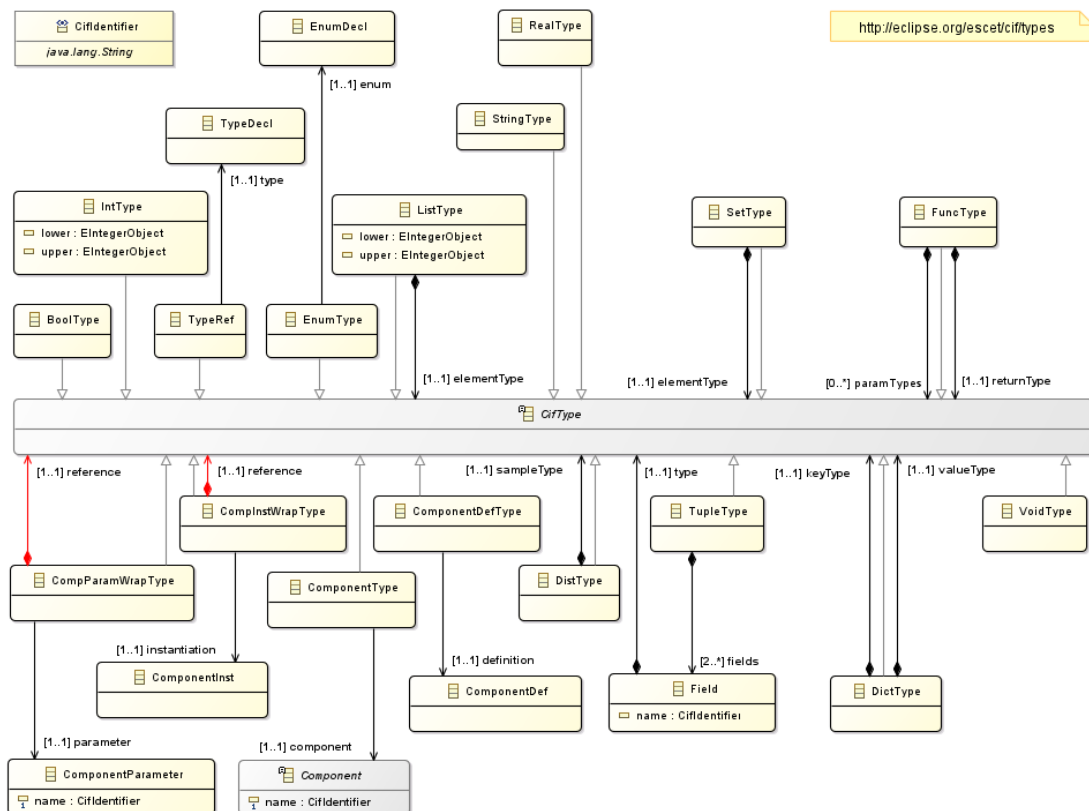 CifIdentifier
java.lang.String
EnumDecl
RealType
http://eclipse.org/escet/cif/types
[1..1] enum
TypeDecl
StringType
[1..1] type
IntType
lower : EIntegerObject
upper : EIntegerObject
ListType
lower : EIntegerObject
upper : EIntegerObject
SetType
FuncType
BoolType
TypeRef
EnumType
[1..1] elementType
[1..1] elementType
[0..*] paramTypes
[1..1] returnType
CifType
[1..1] reference
[1..1] reference
[1..1] sampleType
[1..1] type
[1..1] keyType
[1..1] valueType
CompInstWrapType
ComponentDefType
TupleType
VoidType
CompParamWrapType
ComponentType
DistType
[1..1] instantiation
[1..1] definition
[2..*] fields
ComponentInst
ComponentDef
Field
name : CifIdentifier
DictType
[1..1] parameter
[1..1] component
ComponentParameter
name : CifIdentifier
Component
name : CifIdentifier